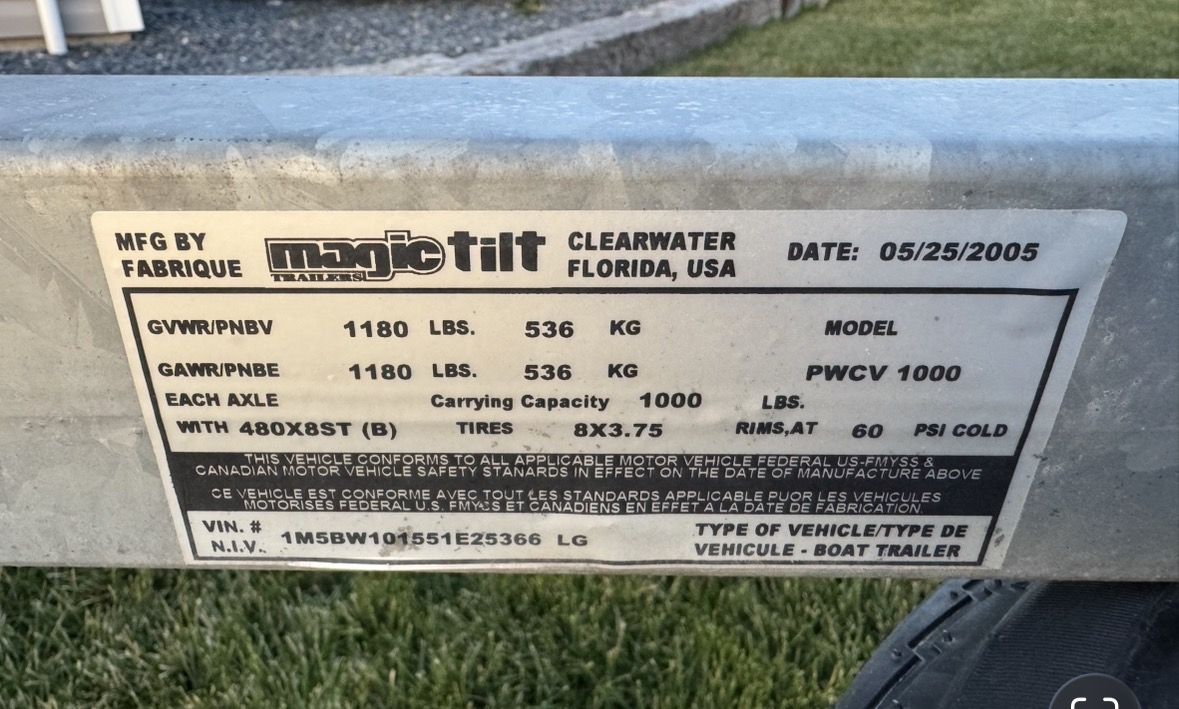 MFG BY FABRIQUE magic tilt TRAILERS CLEARWATER FLORIDA, USA DATE: 05/25/2005
GVWR/PNBV 1180 LBS. 536 KG MODEL
GAWR/PNBE 1180 LBS. 536 KG PWCV 1000
EACH AXLE Carrying Capacity 1000 LBS.
WITH 480X8ST (B) TIRES 8X3.75 RIMS,AT 60 PSI COLD
THIS VEHICLE CONFORMS TO ALL APPLICABLE MOTOR VEHICLE FEDERAL US-FMYSS &
CANADIAN MOTOR VEHICLE SAFETY STANARDS IN EFFECT ON THE DATE OF MANUFACTURE ABOVE
CE VEHICLE EST CONFORME AVEC TOUT LES STANDARDS APPLICABLE PUOR LES VEHICULES
MOTORISES FEDERAL U.S. FMYSS ET CANADIENS EN EFFET A LA DATE DE FABRICATION.
VIN. # N.I.V. 1M5BW101551E25366 LG TYPE OF VEHICLE/TYPE DE
VEHICULE - BOAT TRAILER